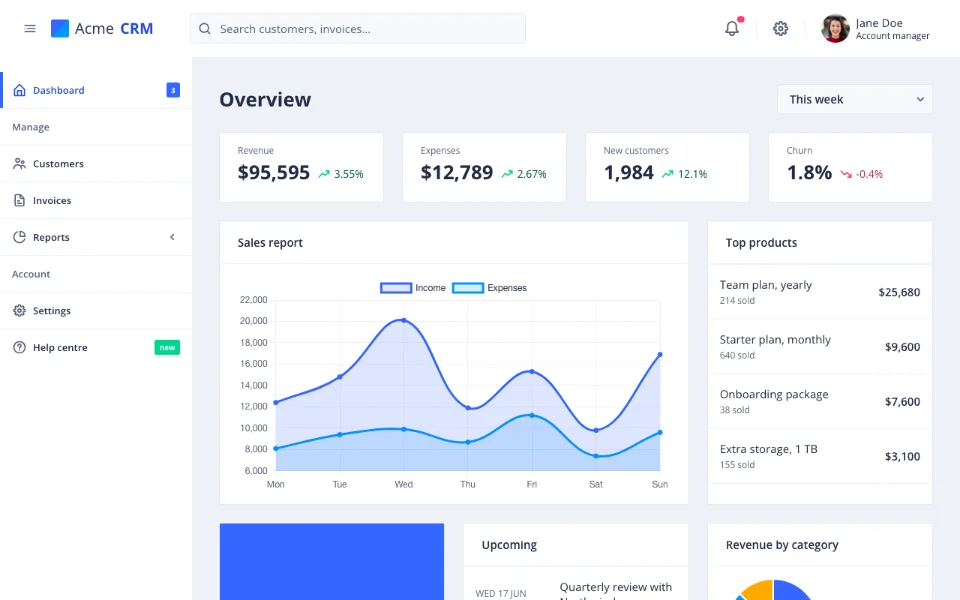 Acme CRM
Search customers, invoices...
Jane Doe
Account manager
Dashboard
3
Manage
Customers
Invoices
Reports
Account
Settings
Help centre
new
Overview
This week
Revenue
$95,595
3.55%
Expenses
$12,789
2.67%
New customers
1,984
12.1%
Churn
1.8%
-0.4%
Sales report
Income
Expenses
22,000
20,000
18,000
16,000
14,000
12,000
10,000
8,000
6,000
Mon Tue Wed Thu Fri Sat Sun
Top products
Team plan, yearly
214 sold
$25,680
Starter plan, monthly
640 sold
$9,600
Onboarding package
38 sold
$7,600
Extra storage, 1 TB
155 sold
$3,100
Upcoming
WED 17 JUN
Quarterly review with
Revenue by category